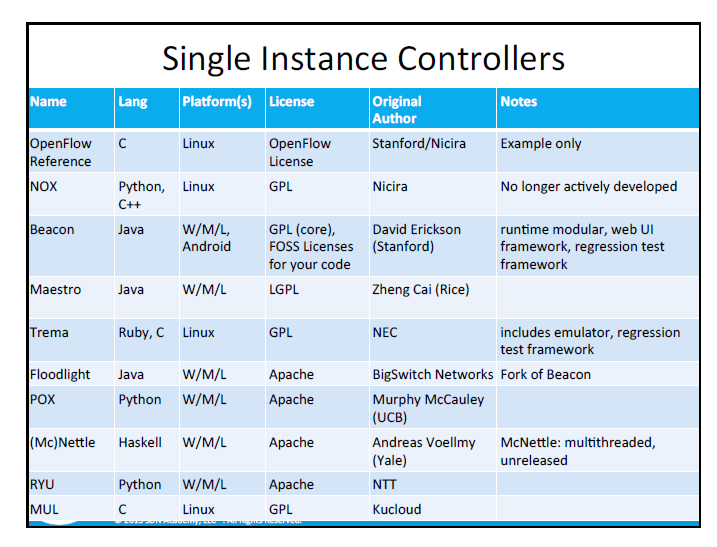 Single Instance Controllers
Name Lang Platform(s) License Original Author Notes
OpenFlow Reference C Linux OpenFlow License Stanford/Nicira Example only
NOX Python, C++ Linux GPL Nicira No longer actively developed
Beacon Java W/M/L, Android GPL (core), FOSS Licenses for your code David Erickson (Stanford) runtime modular, web UI framework, regression test framework
Maestro Java W/M/L LGPL Zheng Cai (Rice)
Trema Ruby, C Linux GPL NEC includes emulator, regression test framework
Floodlight Java W/M/L Apache BigSwitch Networks Fork of Beacon
POX Python W/M/L Apache Murphy McCauley (UCB)
(Mc)Nettle Haskell W/M/L Apache Andreas Voellmy (Yale) McNettle: multithreaded, unreleased
RYU Python W/M/L Apache NTT
MUL C Linux GPL Kucloud